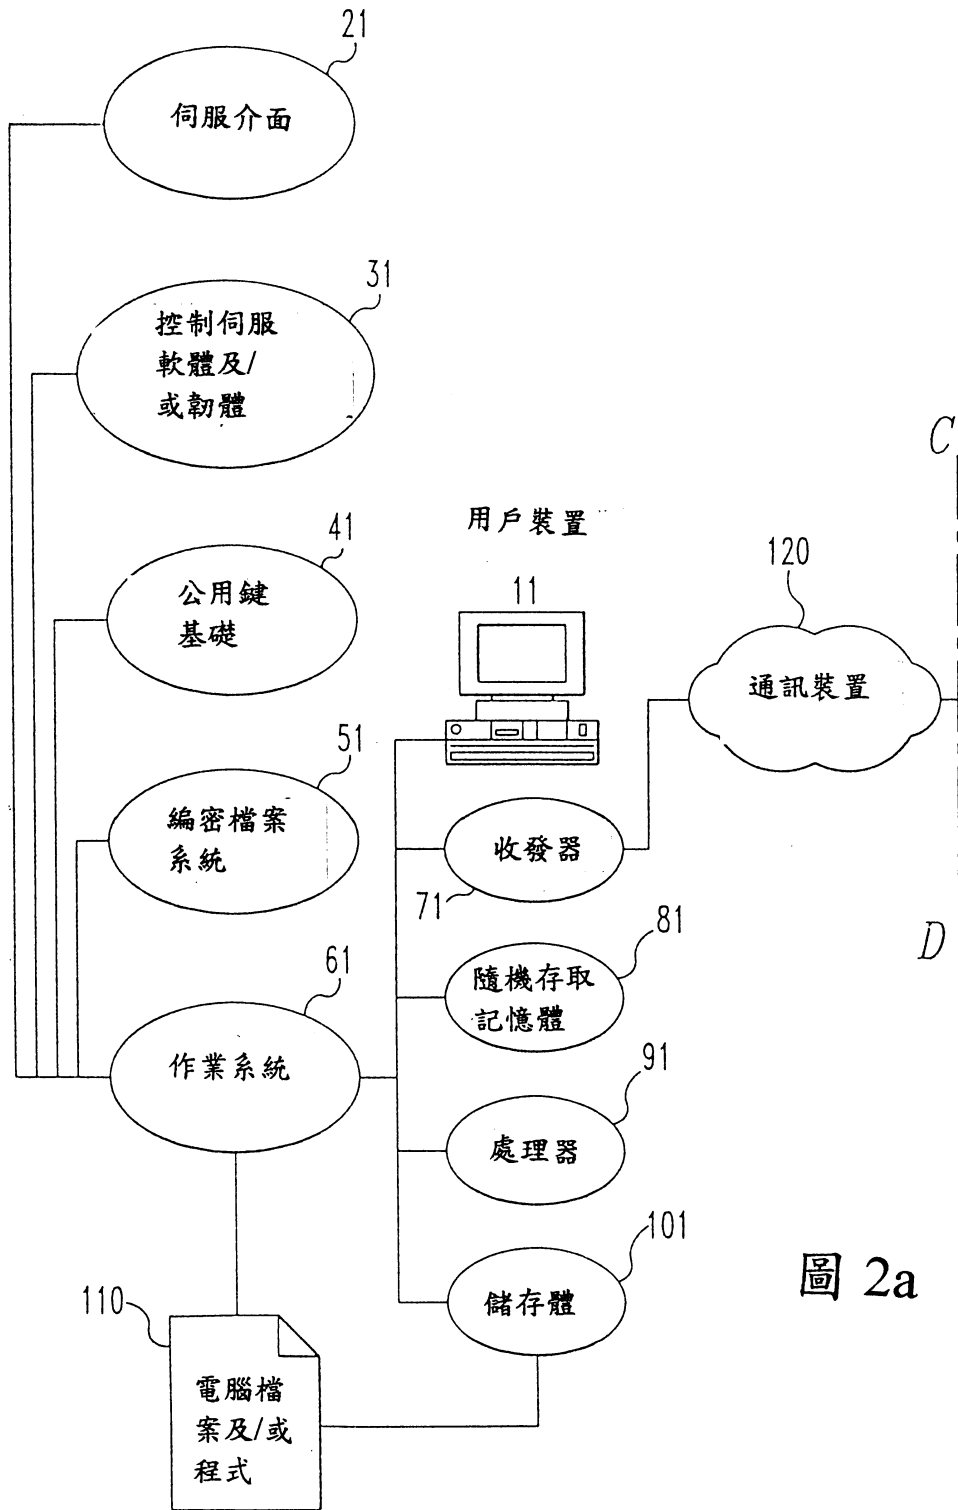 21
伺服介面
31
控制伺服
軟體及/
或韌體
C
用戶裝置
41
公用鍵
基礎
11
120
通訊裝置
51
編密檔案
系統
收發器
71
81
D
隨機存取
記憶體
61
作業系統
91
處理器
101
儲存體
圖 2a
110
電腦檔
案及/或
程式